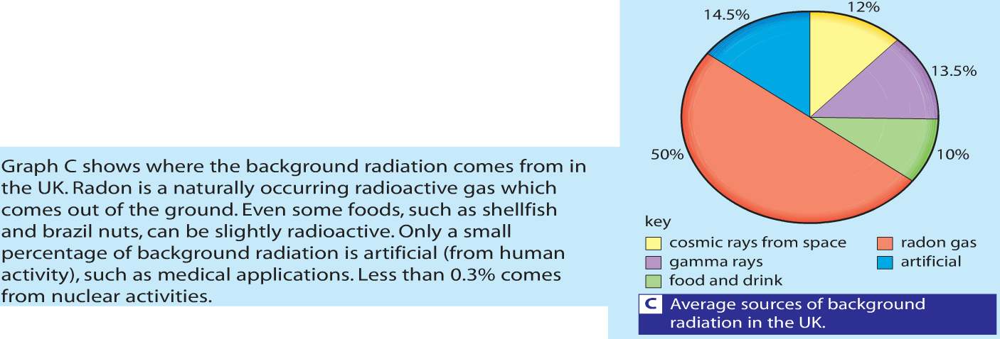 Graph C shows where the background radiation comes from in
the UK. Radon is a naturally occurring radioactive gas which
comes out of the ground. Even some foods, such as shellfish
and brazil nuts, can be slightly radioactive. Only a small
percentage of background radiation is artificial (from human
activity), such as medical applications. Less than 0.3% comes
from nuclear activities.
14.5%
12%
13.5%
50%
10%
key
cosmic rays from space
gamma rays
food and drink
radon gas
artificial
C Average sources of background
radiation in the UK.